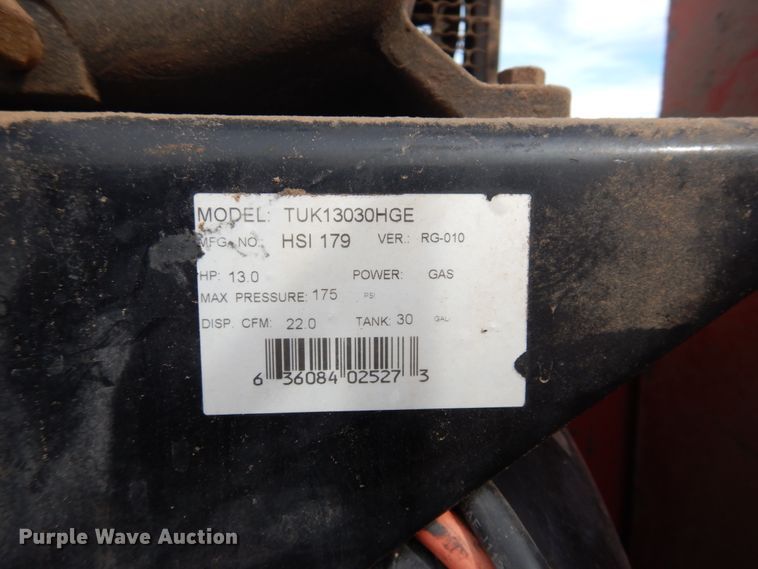 MODEL: TUK13030HGE
MFG. NO.: HSI 179 VER.: RG-010
HP: 13.0 POWER: GAS
MAX PRESSURE: 175 PSI
DISP. CFM: 22.0 TANK: 30 GAL
6 36084 02527 3
Purple Wave Auction®